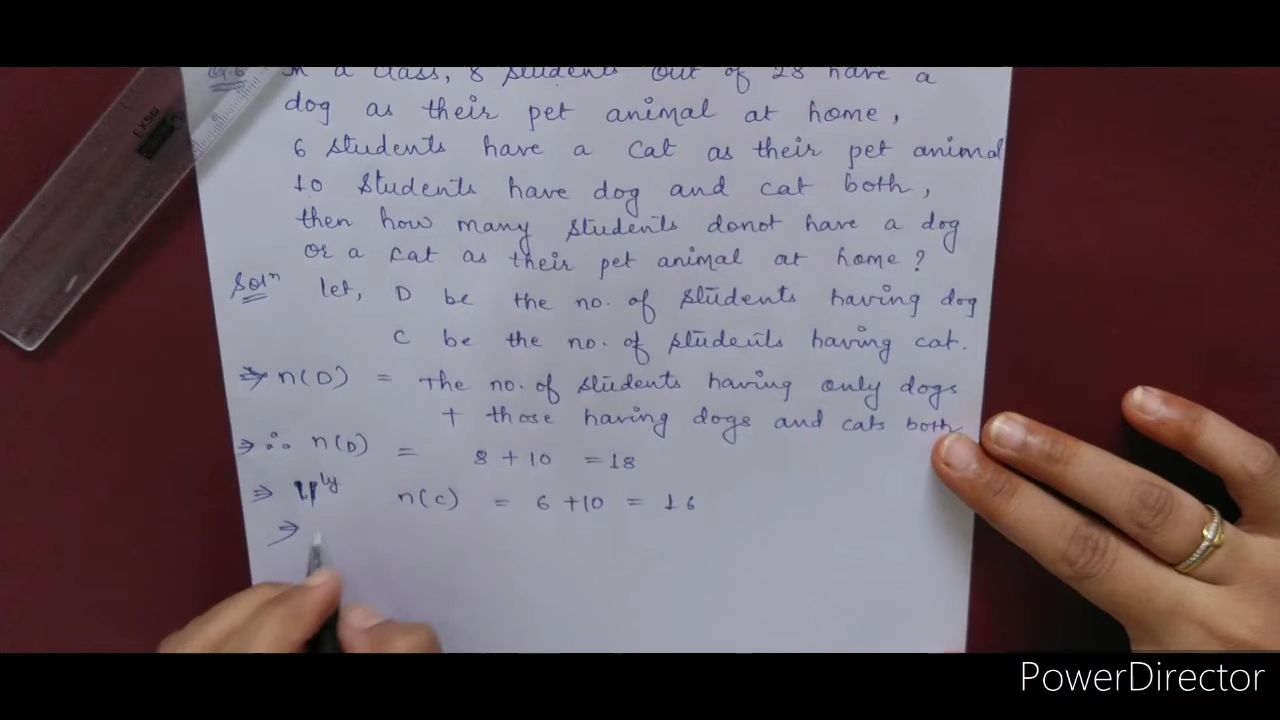 Q.6 In a class, 8 students out of 28 have a
dog as their pet animal at home,
6 students have a cat as their pet animal
10 students have dog and cat both,
then how many students donot have a dog
or a cat as their pet animal at home?
Solⁿ let, D be the no. of students having dog
C be the no. of students having cat.
⇒ n(D) = the no. of students having only dogs
+ those having dogs and cats both
⇒ ∴ n(D) = 8 + 10 = 18
⇒ ly n(C) = 6 + 10 = 16
⇒
PowerDirector